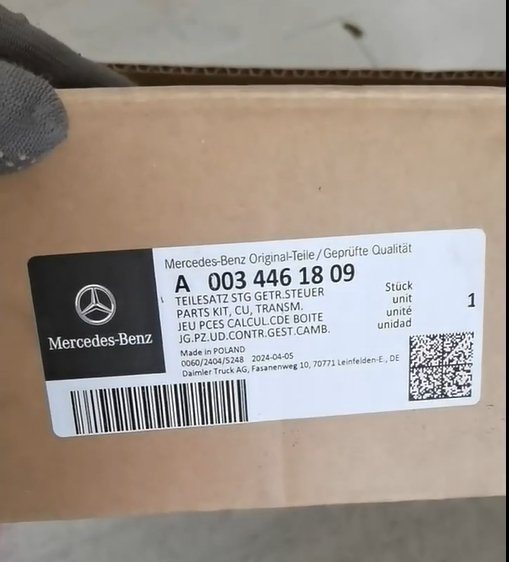 Mercedes-Benz Original-Teile/Geprüfte Qualität
A 003 446 18 09
TEILESATZ STG GETR.STEUER
PARTS KIT, CU, TRANSM.
JEU PCES CALCUL.CDE BOITE
JG.PZ.UD.CONTR.GEST.CAMB.
Stück
unit
unité
unidad
1
Mercedes-Benz
Made in POLAND
0060/2404/5248 2024-04-05
Daimler Truck AG, Fasanenweg 10, 70771 Leinfelden-E., DE